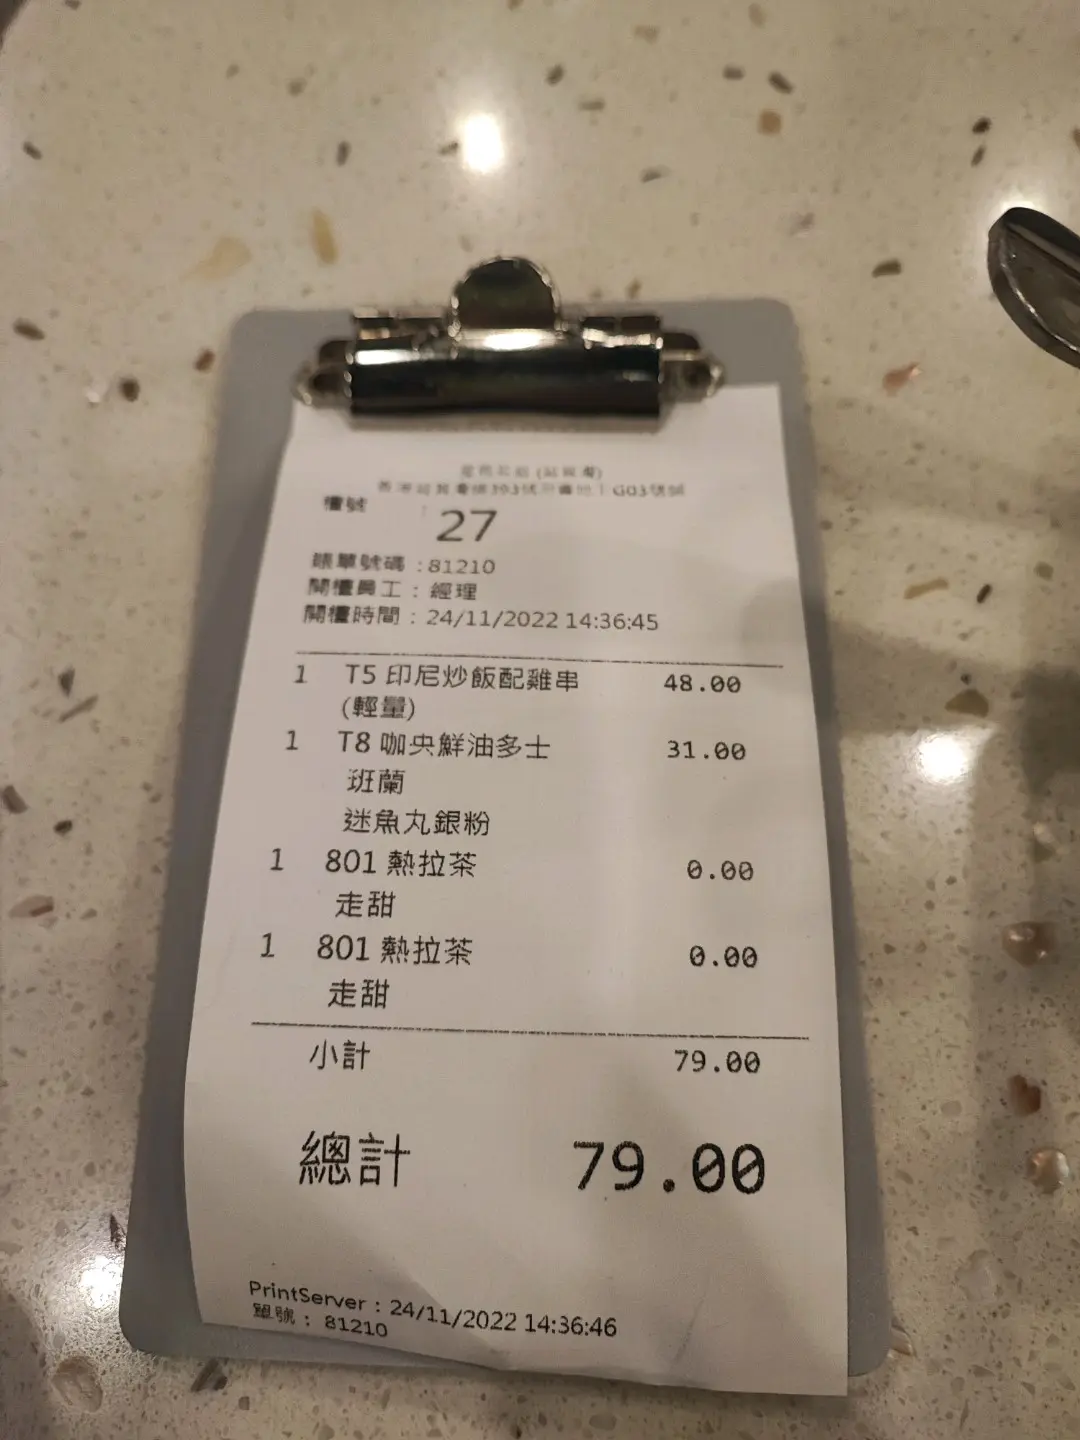 檯號
27
賬單號碼 : 81210
開檯員工 : 經理
開檯時間 : 24/11/2022 14:36:45
1 T5 印尼炒飯配雞串 48.00
(輕量)
1 T8 咖央鮮油多士 31.00
班蘭
迷魚丸銀粉
1 801 熱拉茶 0.00
走甜
1 801 熱拉茶 0.00
走甜
小計 79.00
總計 79.00
PrintServer : 24/11/2022 14:36:46
單號 : 81210